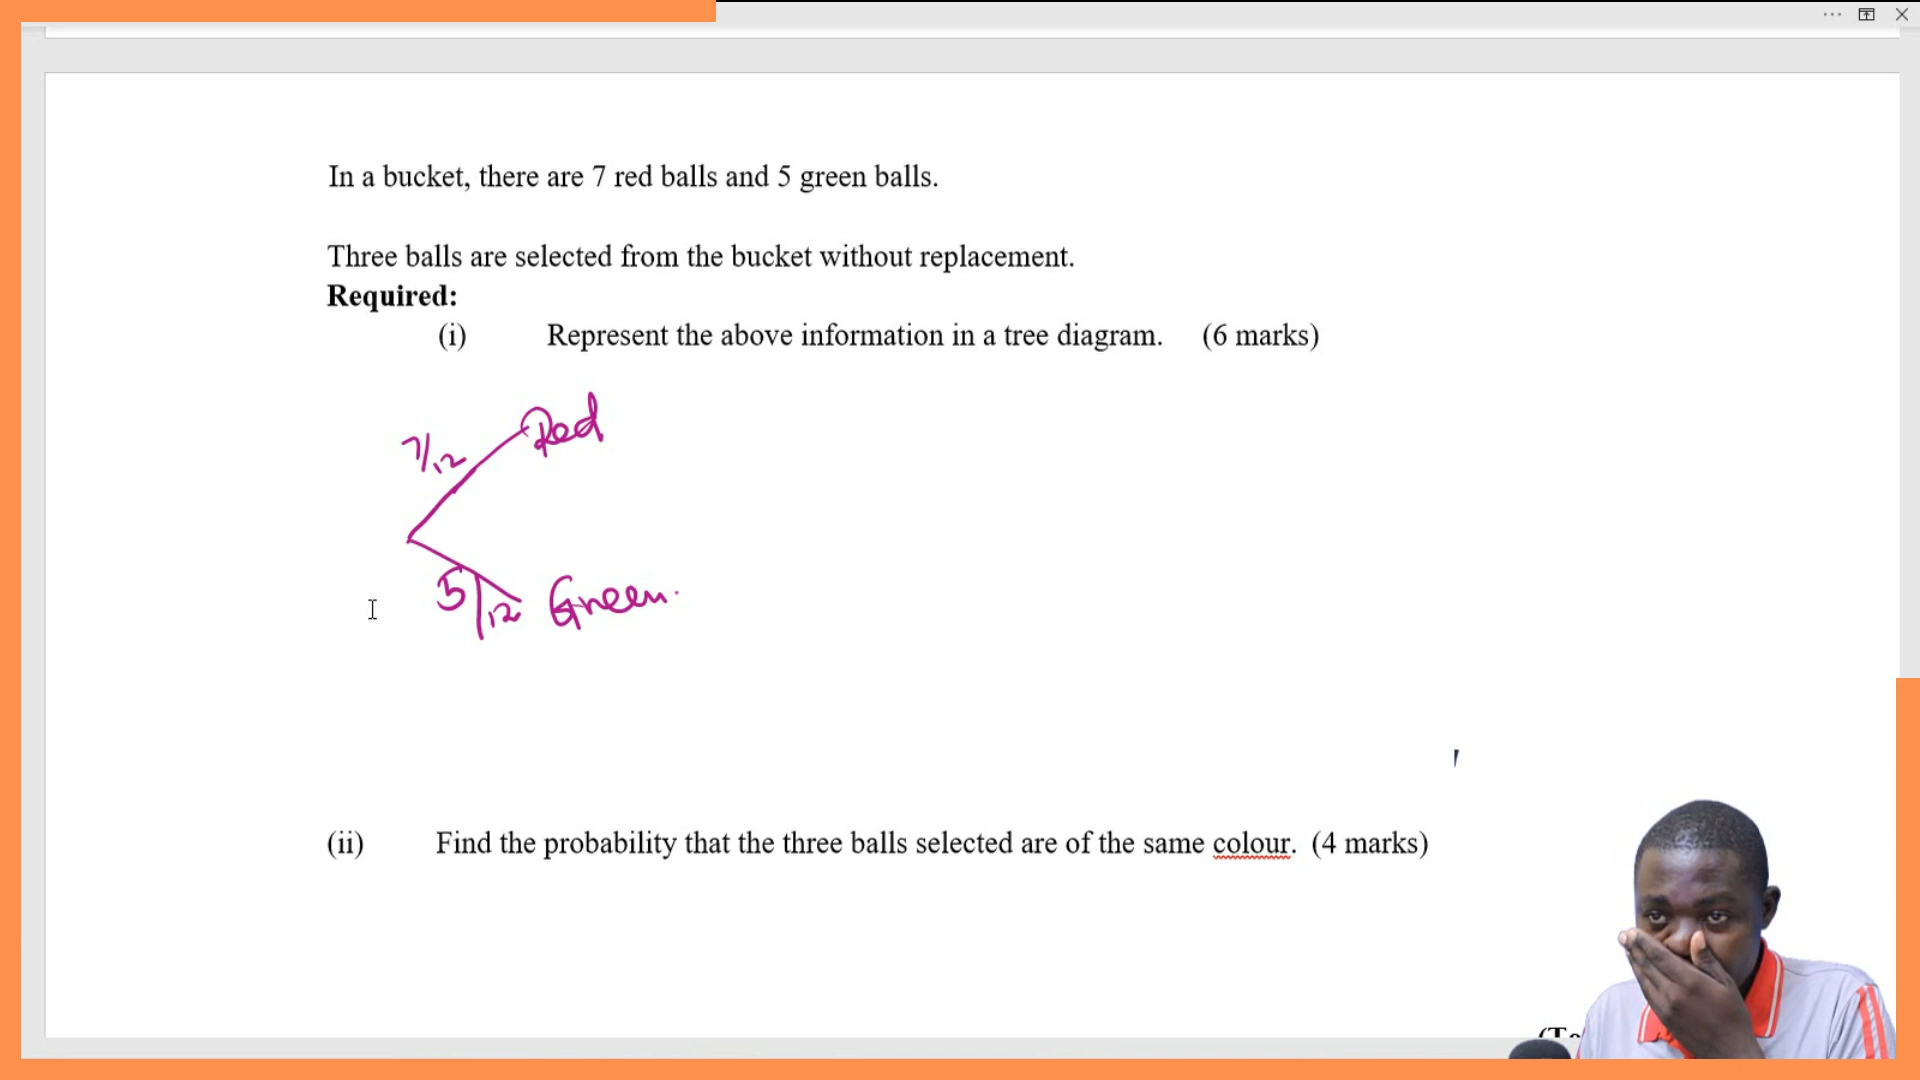 In a bucket, there are 7 red balls and 5 green balls.
Three balls are selected from the bucket without replacement.
Required:
(i) Represent the above information in a tree diagram. (6 marks)
7/12 Red
5/12 Green.
(ii) Find the probability that the three balls selected are of the same colour. (4 marks)